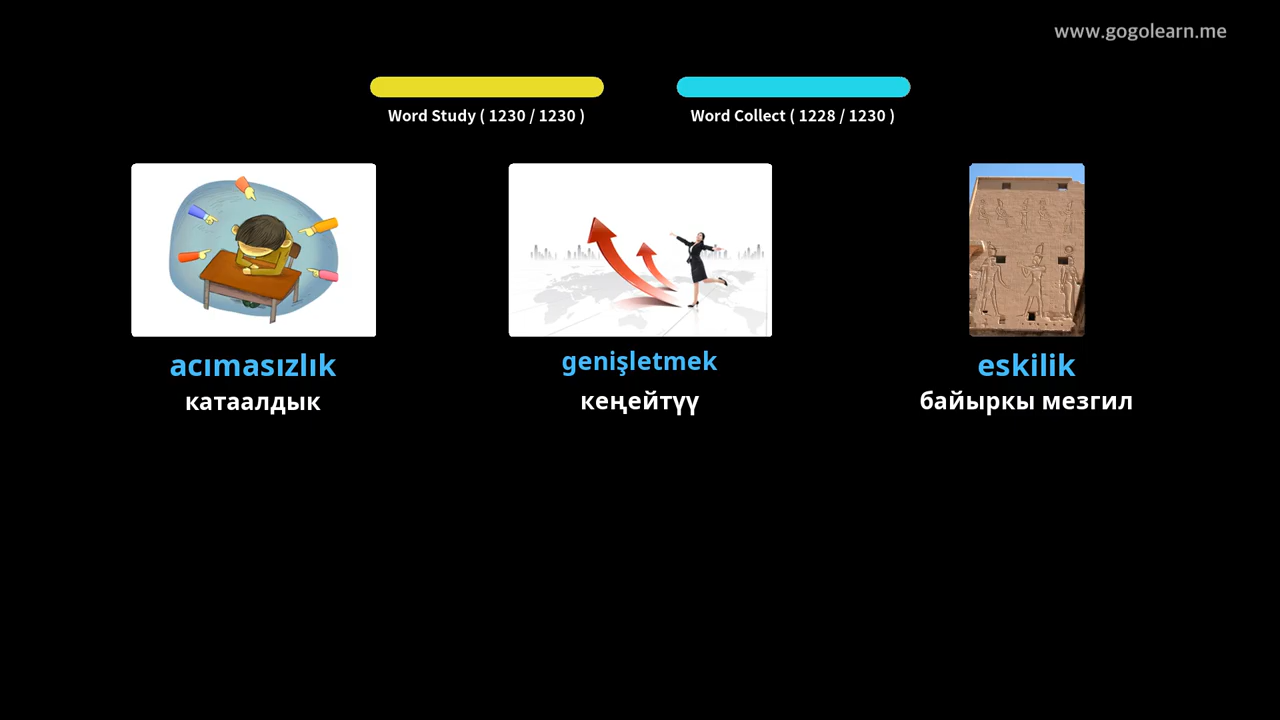 www.gogolearn.me
Word Study ( 1230 / 1230 )
Word Collect ( 1228 / 1230 )
acımasızlık
катаалдык
genişletmek
кеңейтүү
eskilik
байыркы мезгил